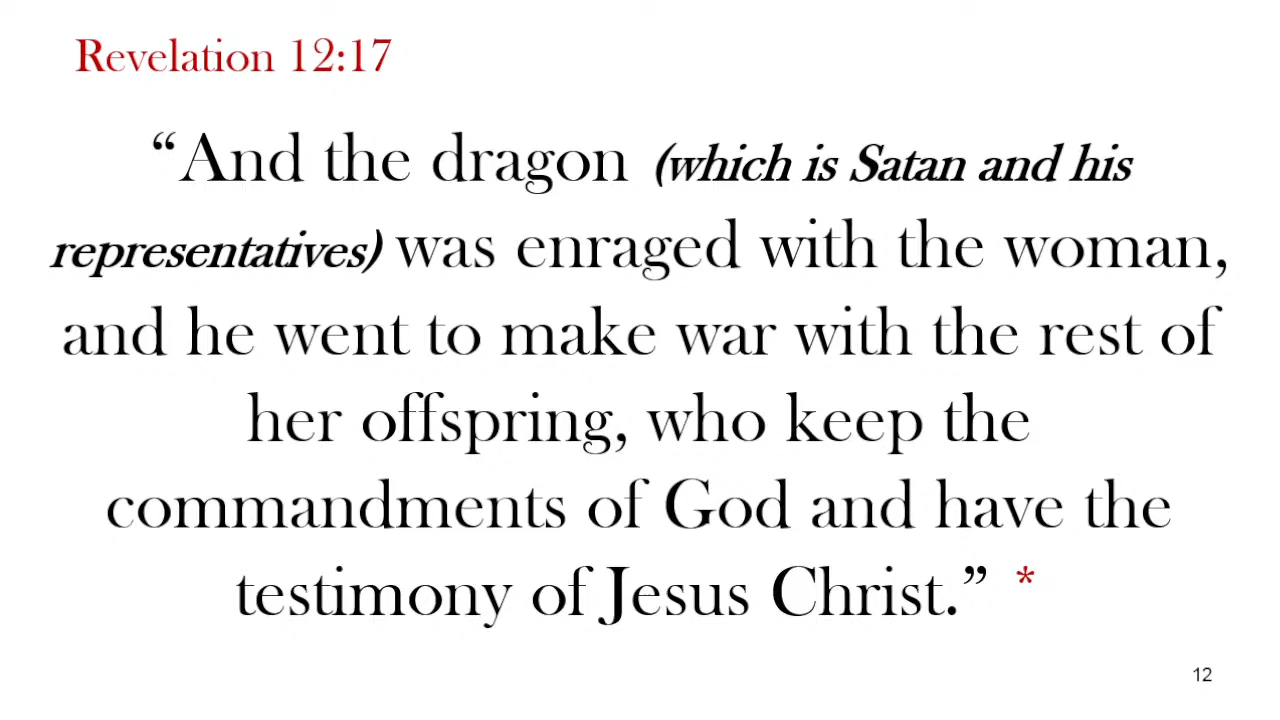 Revelation 12:17
“And the dragon (which is Satan and his
representatives) was enraged with the woman,
and he went to make war with the rest of
her offspring, who keep the
commandments of God and have the
testimony of Jesus Christ.” *
12